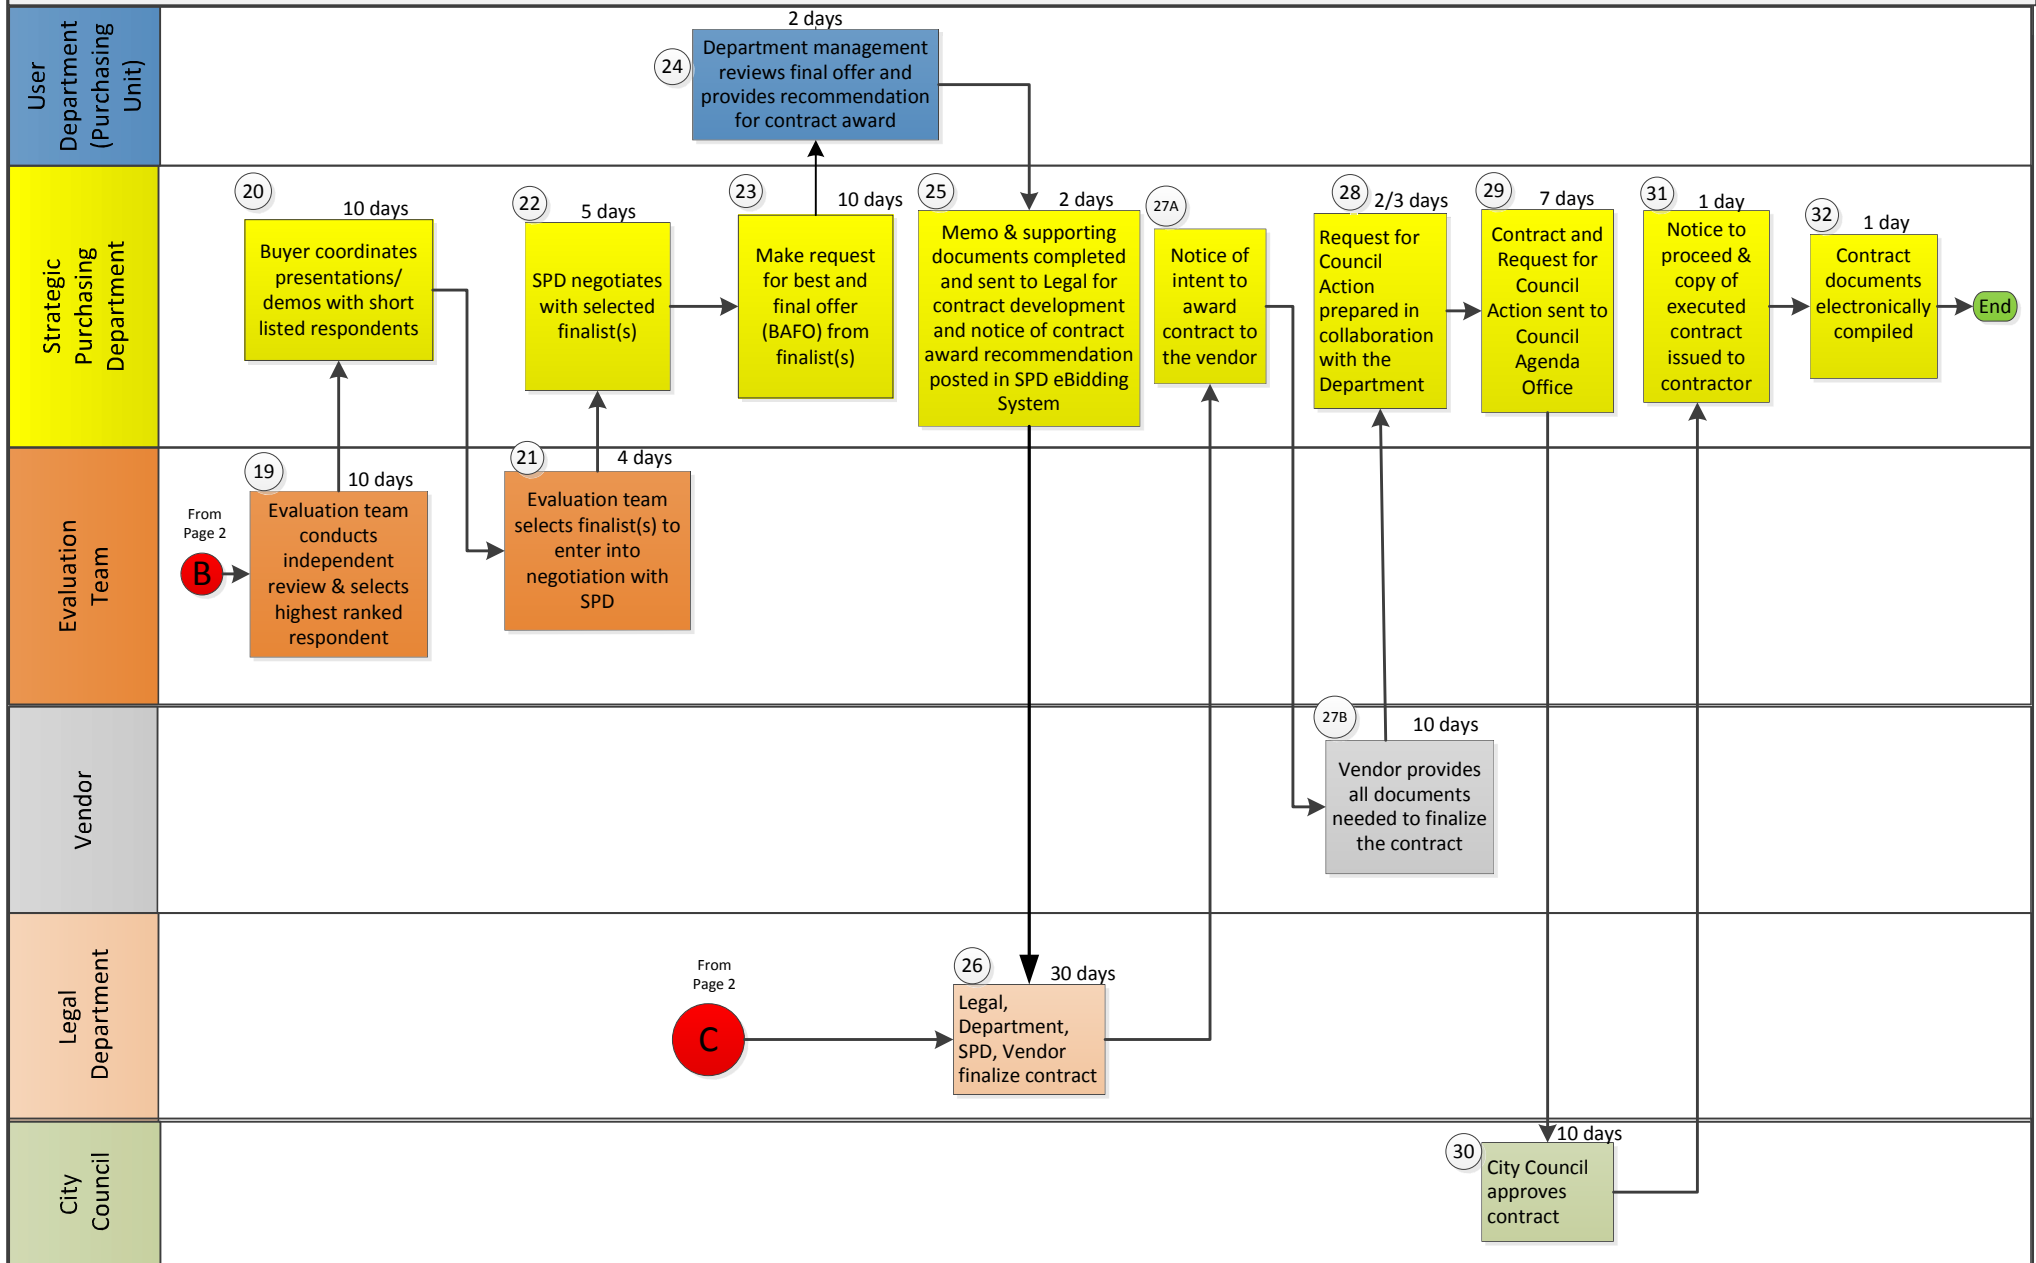 User
Department
(Purchasing
Unit)
2 days
24
Department management
reviews final offer and
provides recommendation
for contract award
Strategic
Purchasing
Department
20
10 days
Buyer coordinates
presentations/
demos with short
listed respondents
22
5 days
SPD negotiates
with selected
finalist(s)
23
10 days
Make request
for best and
final offer
(BAFO) from
finalist(s)
25
2 days
Memo & supporting
documents completed
and sent to Legal for
contract development
and notice of contract
award recommendation
posted in SPD eBidding
System
27A
Notice of
intent to
award
contract to
the vendor
28
2/3 days
Request for
Council
Action
prepared in
collaboration
with the
Department
29
7 days
Contract and
Request for
Council
Action sent to
Council
Agenda
Office
31
1 day
Notice to
proceed &
copy of
executed
contract
issued to
contractor
32
1 day
Contract
documents
electronically
compiled
End
Evaluation
Team
From
Page 2
B
19
10 days
Evaluation team
conducts
independent
review & selects
highest ranked
respondent
21
4 days
Evaluation team
selects finalist(s) to
enter into
negotiation with
SPD
Vendor
27B
10 days
Vendor provides
all documents
needed to finalize
the contract
Legal
Department
From
Page 2
C
26
30 days
Legal,
Department,
SPD, Vendor
finalize contract
City
Council
30
10 days
City Council
approves
contract